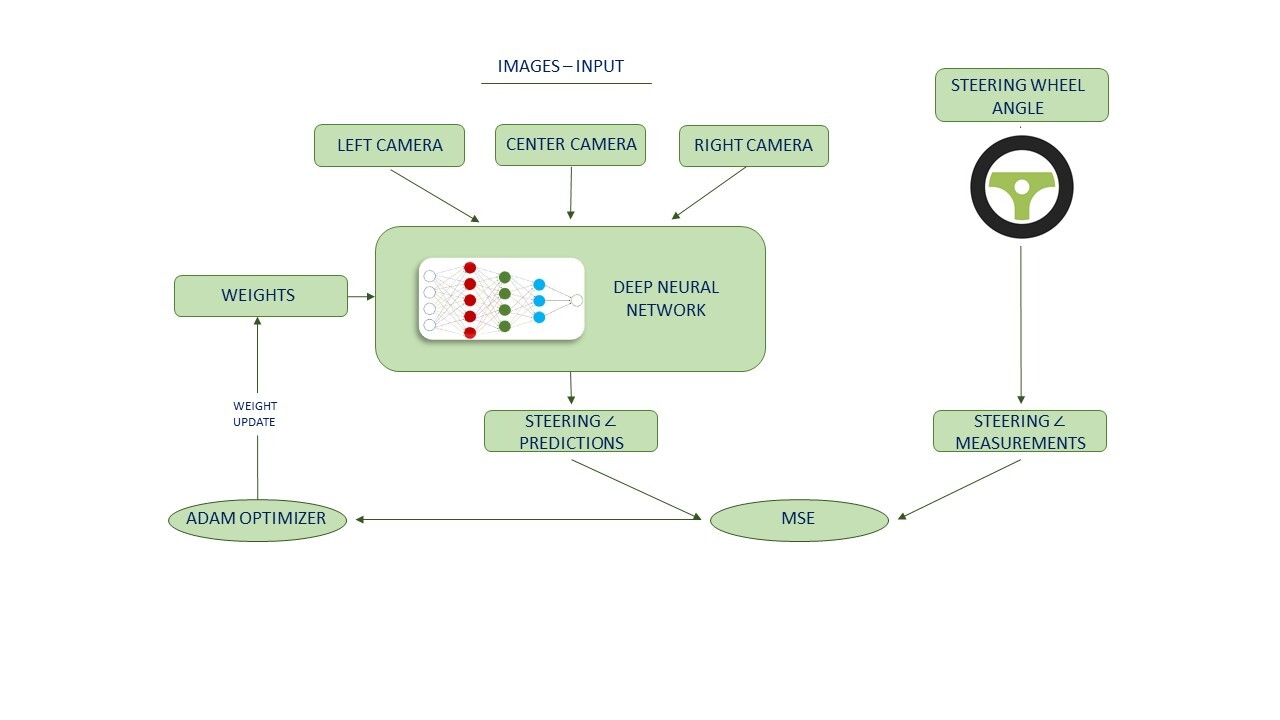 IMAGES – INPUT
STEERING WHEEL
ANGLE
LEFT CAMERA
CENTER CAMERA
RIGHT CAMERA
WEIGHTS
DEEP NEURAL
NETWORK
WEIGHT
UPDATE
STEERING ∠
PREDICTIONS
STEERING ∠
MEASUREMENTS
ADAM OPTIMIZER
MSE